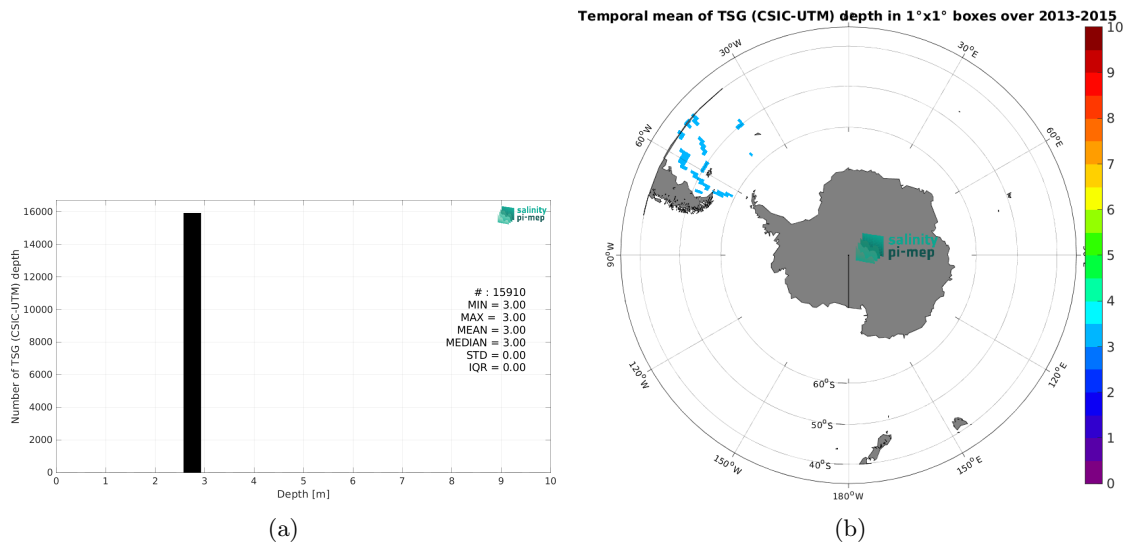 Temporal mean of TSG (CSIC-UTM) depth in 1°x1° boxes over 2013-2015
Number of TSG (CSIC-UTM) depth
16000
14000
12000
10000
8000
6000
4000
2000
0
0 1 2 3 4 5 6 7 8 9 10
Depth [m]
salinity
pi-mep
# : 15910
MIN = 3.00
MAX = 3.00
MEAN = 3.00
MEDIAN = 3.00
STD = 0.00
IQR = 0.00
(a)
30°W
30°E
60°W
60°E
90°W
120°W
120°E
150°W
150°E
180°W
60°S
50°S
40°S
salinity
pi-mep
10
9
8
7
6
5
4
3
2
1
0
(b)